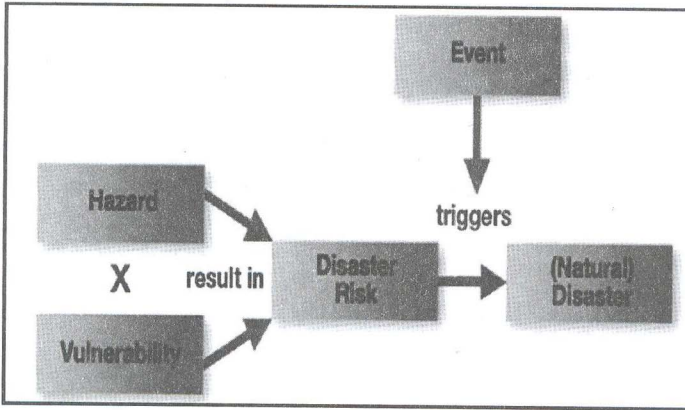 Event
triggers
Hazard
X
Vulnerability
result in
Disaster
Risk
(Natural)
Disaster